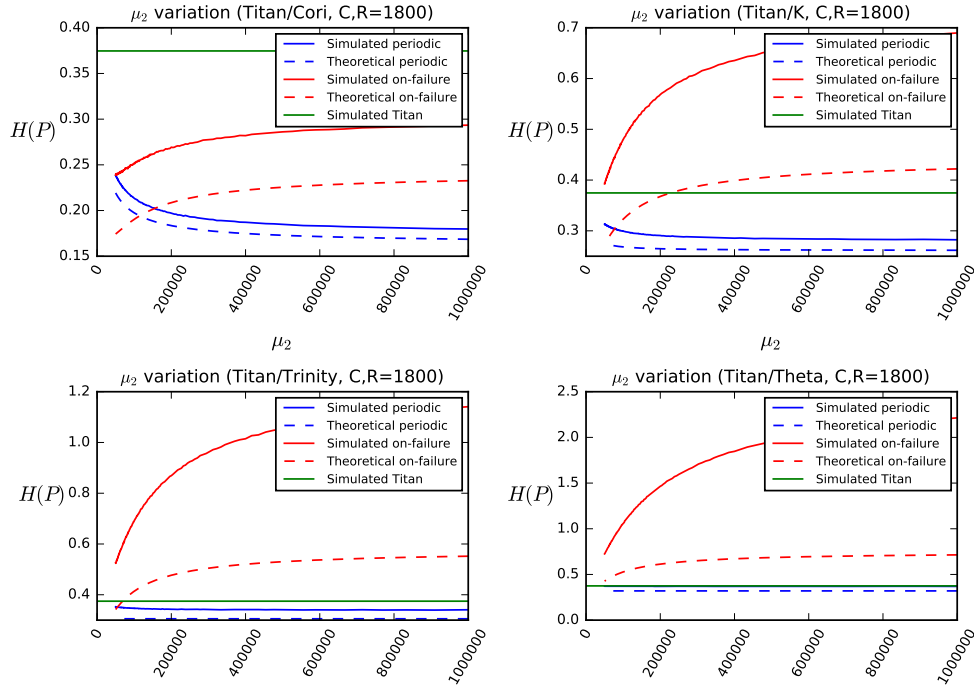 μ₂ variation (Titan/Cori, C,R=1800)
0.40
0.35
0.30
0.25
0.20
0.15
H(P)
Simulated periodic
Theoretical periodic
Simulated on-failure
Theoretical on-failure
Simulated Titan
0
200000
400000
600000
800000
1000000
μ₂
μ₂ variation (Titan/K, C,R=1800)
0.7
0.6
0.5
0.4
0.3
H(P)
Simulated periodic
Theoretical periodic
Simulated on-failure
Theoretical on-failure
Simulated Titan
0
200000
400000
600000
800000
1000000
μ₂
μ₂ variation (Titan/Trinity, C,R=1800)
1.2
1.0
0.8
0.6
0.4
H(P)
Simulated periodic
Theoretical periodic
Simulated on-failure
Theoretical on-failure
Simulated Titan
0
200000
400000
600000
800000
1000000
μ₂ variation (Titan/Theta, C,R=1800)
2.5
2.0
1.5
1.0
0.5
0.0
H(P)
Simulated periodic
Theoretical periodic
Simulated on-failure
Theoretical on-failure
Simulated Titan
0
200000
400000
600000
800000
1000000